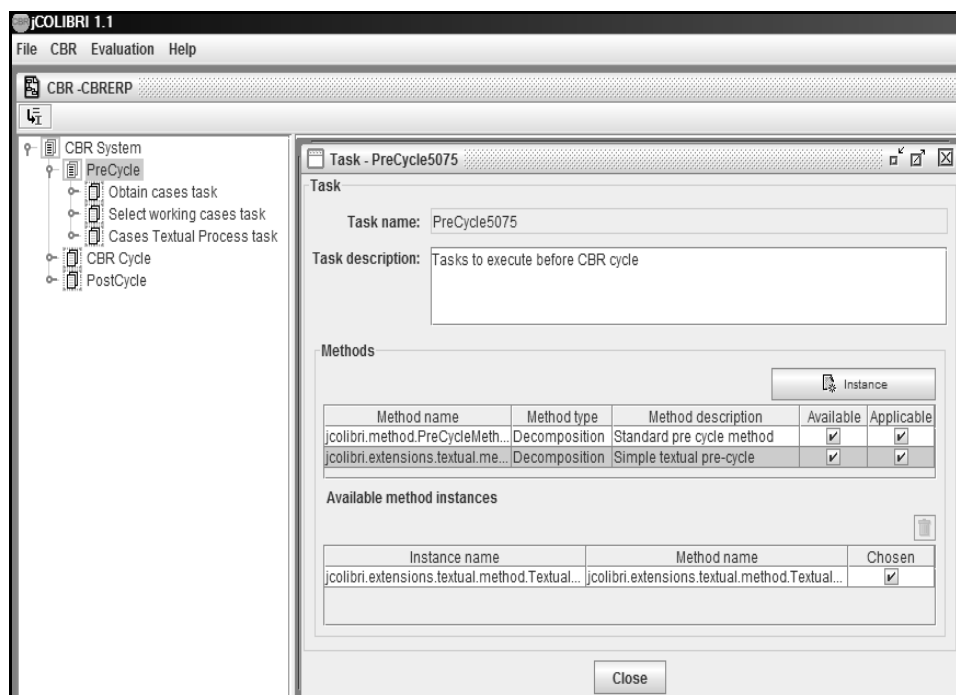 jCOLIBRI 1.1
File CBR Evaluation Help
CBR -CBRERP
CBR System
PreCycle
Obtain cases task
Select working cases task
Cases Textual Process task
CBR Cycle
PostCycle
Task - PreCycle5075
Task
Task name: PreCycle5075
Task description: Tasks to execute before CBR cycle
Methods
Instance
Method name Method type Method description Available Applicable
jcolibri.method.PreCycleMeth... Decomposition Standard pre cycle method
jcolibri.extensions.textual.me... Decomposition Simple textual pre-cycle
Available method instances
Instance name Method name Chosen
jcolibri.extensions.textual.method.Textual... jcolibri.extensions.textual.method.Textual...
Close